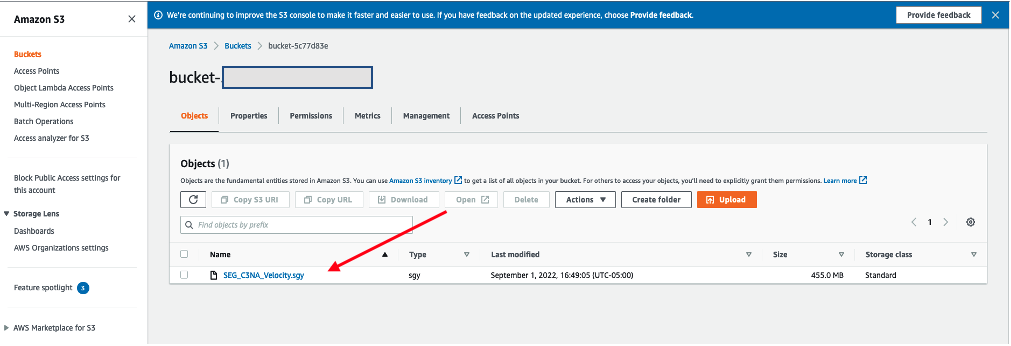 Amazon S3
We're continuing to improve the S3 console to make it faster and easier to use. If you have feedback on the updated experience, choose Provide feedback.
Provide feedback
Buckets
Access Points
Object Lambda Access Points
Multi-Region Access Points
Batch Operations
Access analyzer for S3
Block Public Access settings for
this account
Storage Lens
Dashboards
AWS Organizations settings
Feature spotlight 3
AWS Marketplace for S3
Amazon S3 > Buckets > bucket-5c77d83e
bucket-
Objects Properties Permissions Metrics Management Access Points
Objects (1)
Objects are the fundamental entities stored in Amazon S3. You can use Amazon S3 inventory to get a list of all objects in your bucket. For others to access your objects, you'll need to explicitly grant them permissions. Learn more
Copy S3 URI Copy URL Download Open Delete Actions Create folder Upload
Find objects by prefix
1
Name Type Last modified Size Storage class
SEG_C3NA_Velocity.sgy sgy September 1, 2022, 16:49:05 (UTC-05:00) 455.0 MB Standard